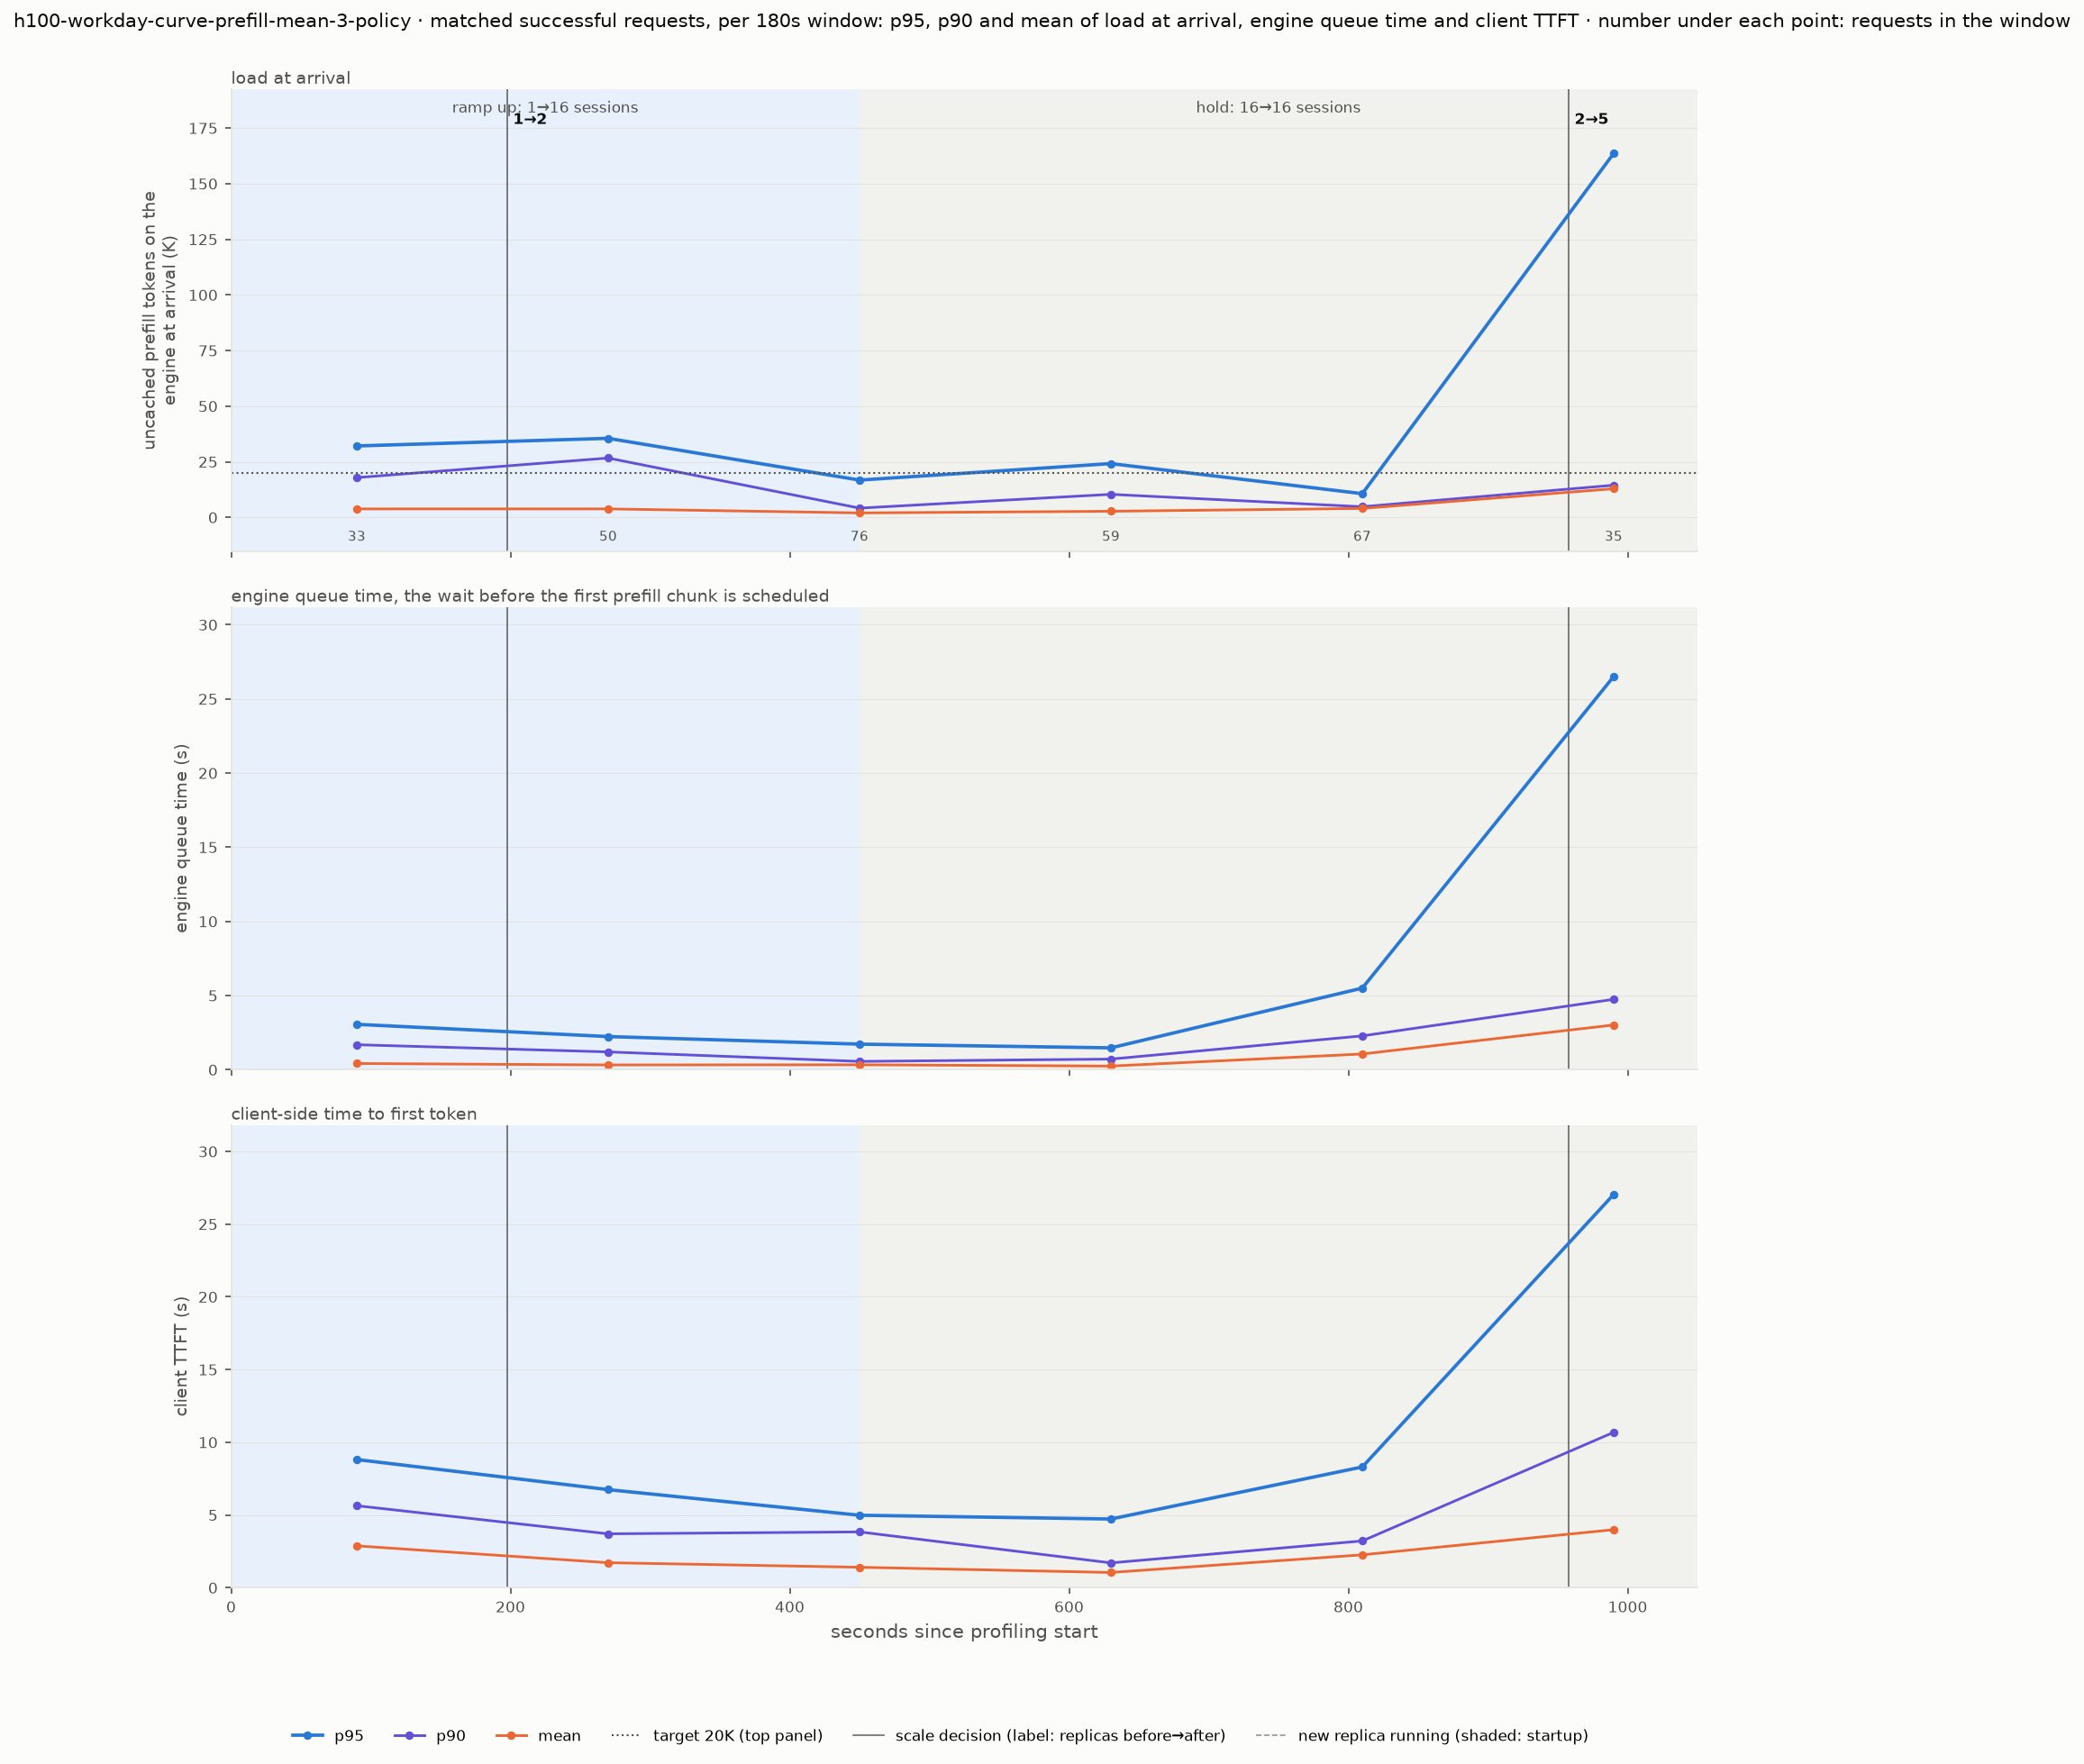 h100-workday-curve-prefill-mean-3-policy · matched successful requests, per 180s window: p95, p90 and mean of load at arrival, engine queue time and client TTFT · number under each point: requests in the window
load at arrival
ramp up: 1→16 sessions
hold: 16→16 sessions
1→2
2→5
uncached prefill tokens on the
engine at arrival (K)
175
150
125
100
75
50
25
0
33
50
76
59
67
35
engine queue time, the wait before the first prefill chunk is scheduled
engine queue time (s)
30
25
20
15
10
5
0
client-side time to first token
client TTFT (s)
30
25
20
15
10
5
0
0
200
400
600
800
1000
seconds since profiling start
p95
p90
mean
target 20K (top panel)
scale decision (label: replicas before→after)
new replica running (shaded: startup)